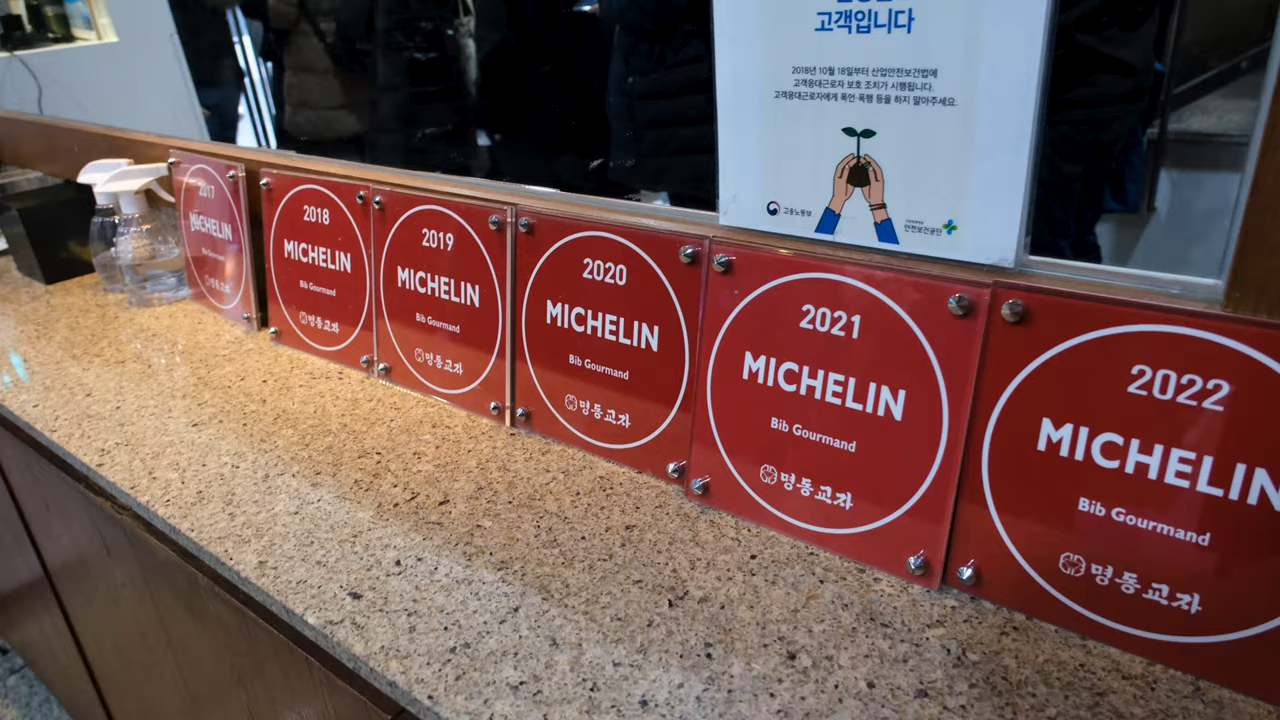 고객입니다
2018년 10월 18일부터 산업안전보건법에
고객응대근로자 보호 조치가 시행됩니다.
고객응대근로자에게 폭언·폭행 등을 하지 말아주세요.
고용노동부
안전보건공단
2017
MICHELIN
Bib Gourmand
명동교자
2018
MICHELIN
Bib Gourmand
명동교자
2019
MICHELIN
Bib Gourmand
명동교자
2020
MICHELIN
Bib Gourmand
명동교자
2021
MICHELIN
Bib Gourmand
명동교자
2022
MICHELIN
Bib Gourmand
명동교자